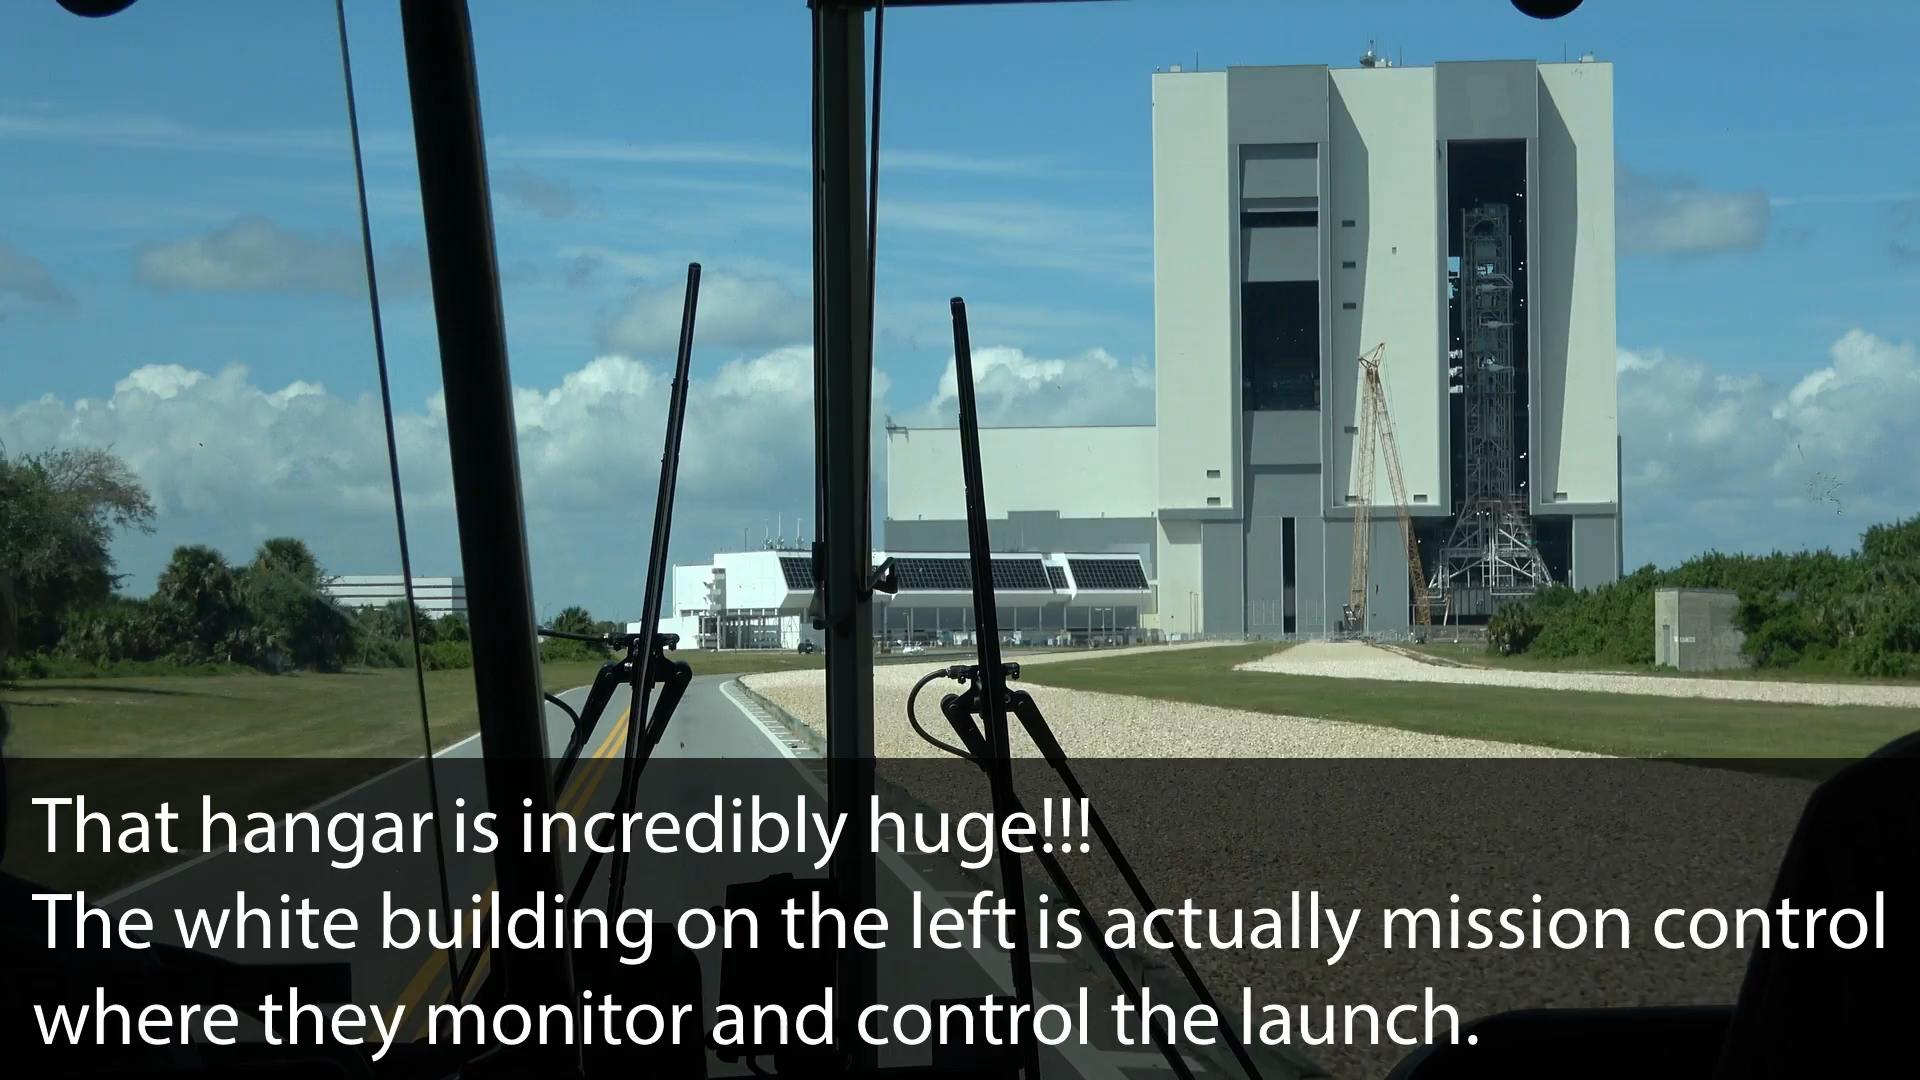 That hangar is incredibly huge!!!
The white building on the left is actually mission control
where they monitor and control the launch.